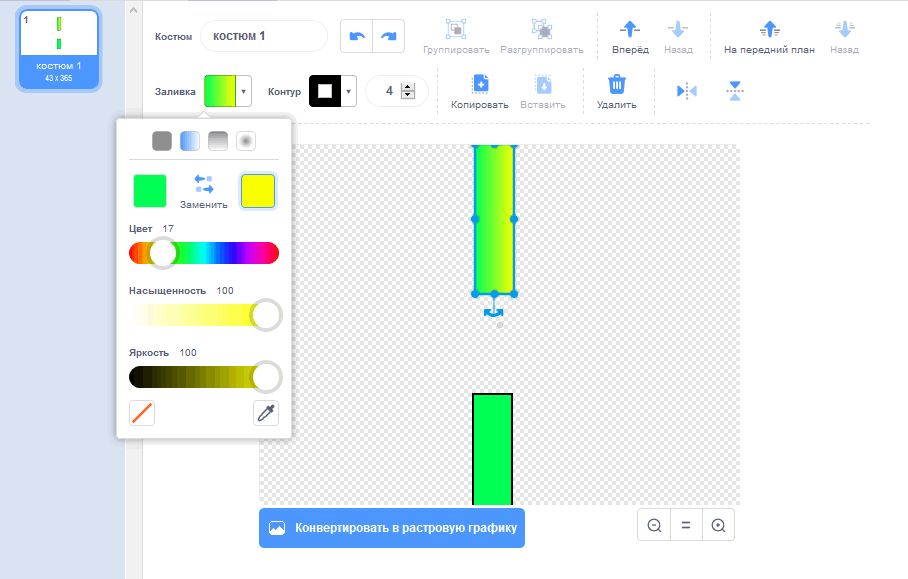 1
костюм 1
43 x 365
Костюм
костюм 1
Группировать
Разгруппировать
Вперёд
Назад
На передний план
Назад
Заливка
Контур
4
Копировать
Вставить
Удалить
Заменить
Цвет 17
Насыщенность 100
Яркость 100
Конвертировать в растровую графику